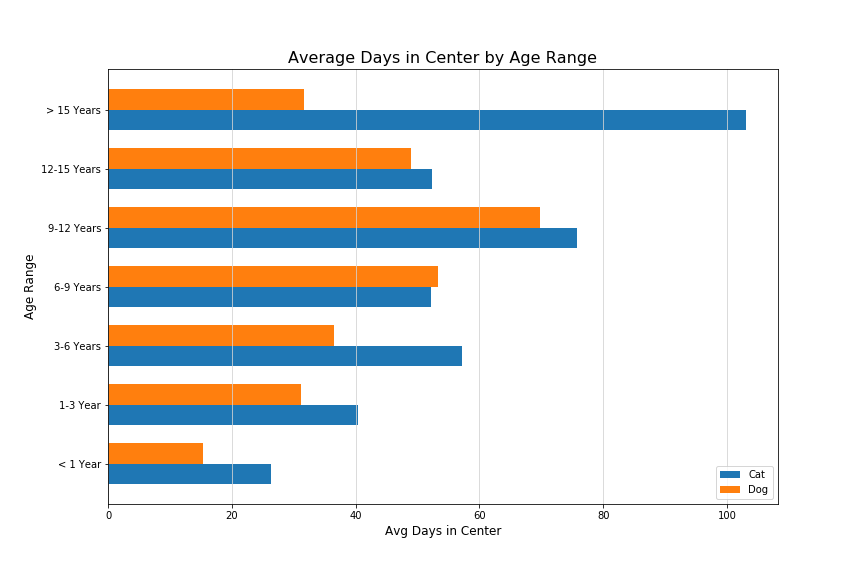 Average Days in Center by Age Range
> 15 Years
12-15 Years
9-12 Years
6-9 Years
3-6 Years
1-3 Year
< 1 Year
Age Range
Cat
Dog
0 20 40 60 80 100
Avg Days in Center